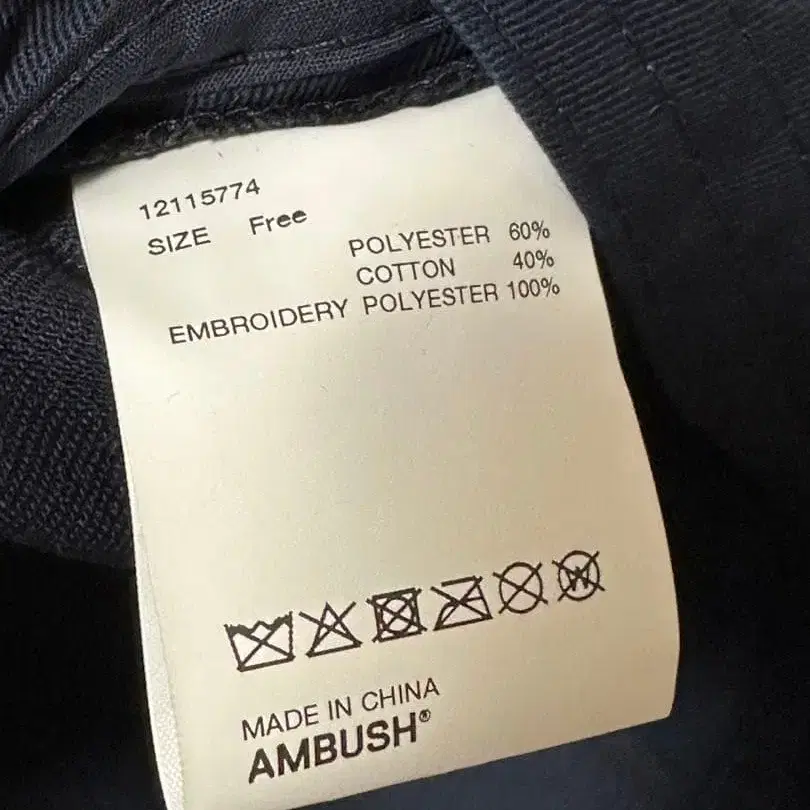 12115774
SIZE Free
POLYESTER 60%
COTTON 40%
EMBROIDERY POLYESTER 100%
W
MADE IN CHINA
AMBUSH®